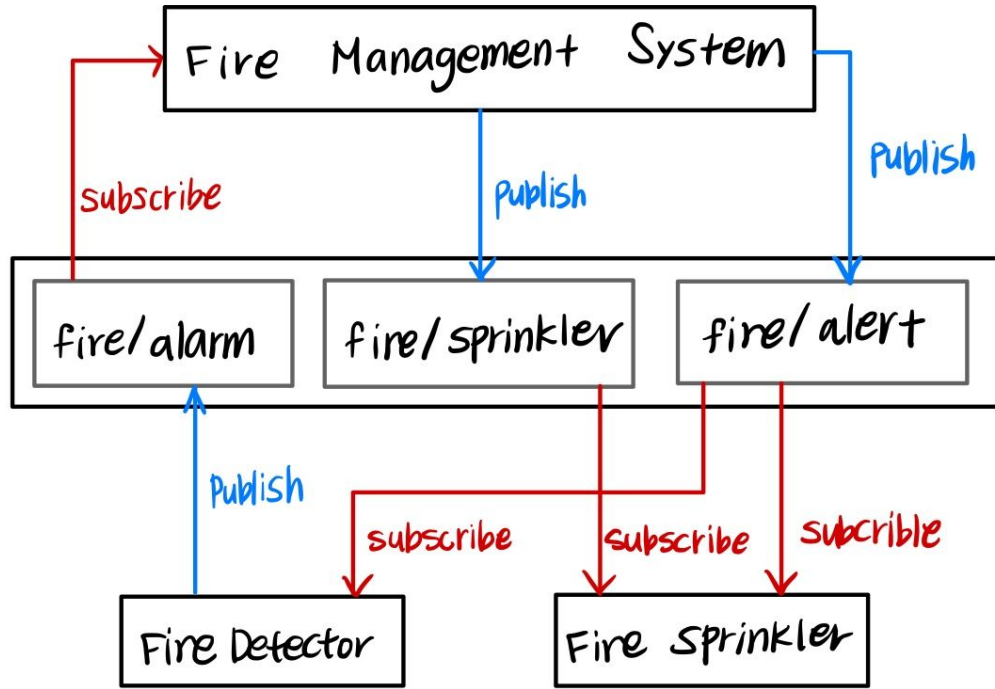 Fire Management System
publish
subscribe
publish
fire/alarm
fire/sprinkler
fire/alert
Publish
subscribe
subscribe
subcrible
Fire Detector
Fire Sprinkler